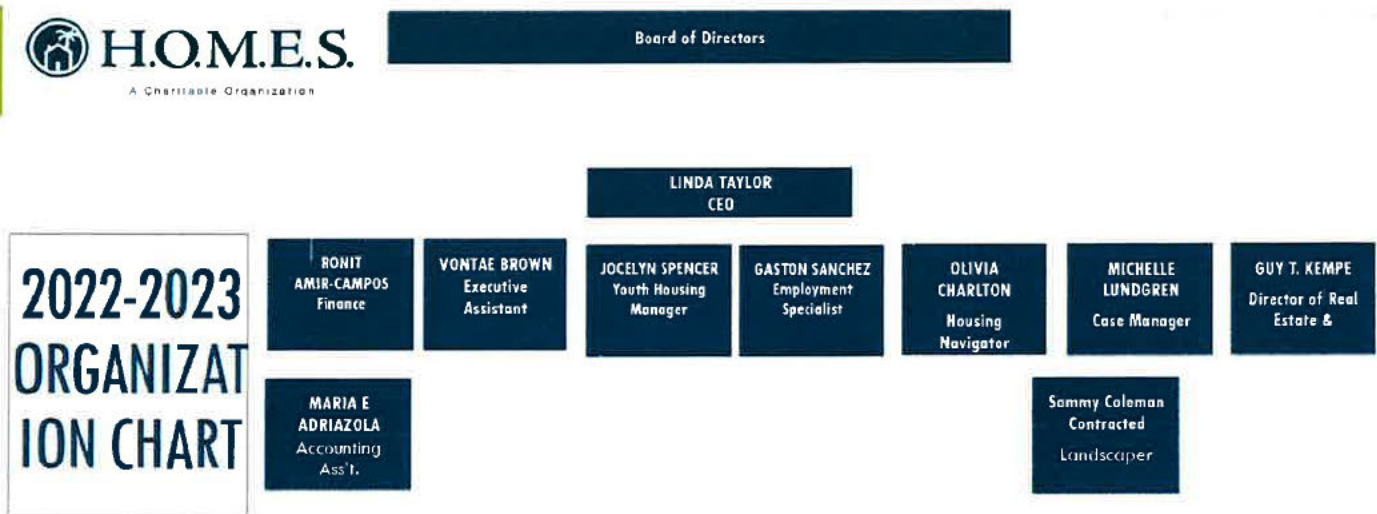 H.O.M.E.S.
A Charitable Organization
Board of Directors
LINDA TAYLOR
CEO
2022-2023
ORGANIZAT
ION CHART
RONIT
AMIR-CAMPOS
Finance
VONTAE BROWN
Executive
Assistant
JOCELYN SPENCER
Youth Housing
Manager
GASTON SANCHEZ
Employment
Specialist
OLIVIA
CHARLTON
Housing
Navigator
MICHELLE
LUNDGREN
Case Manager
GUY T. KEMPE
Director of Real
Estate &
MARIA E
ADRIAZOLA
Accounting
Ass't.
Sammy Coleman
Contracted
Landscaper